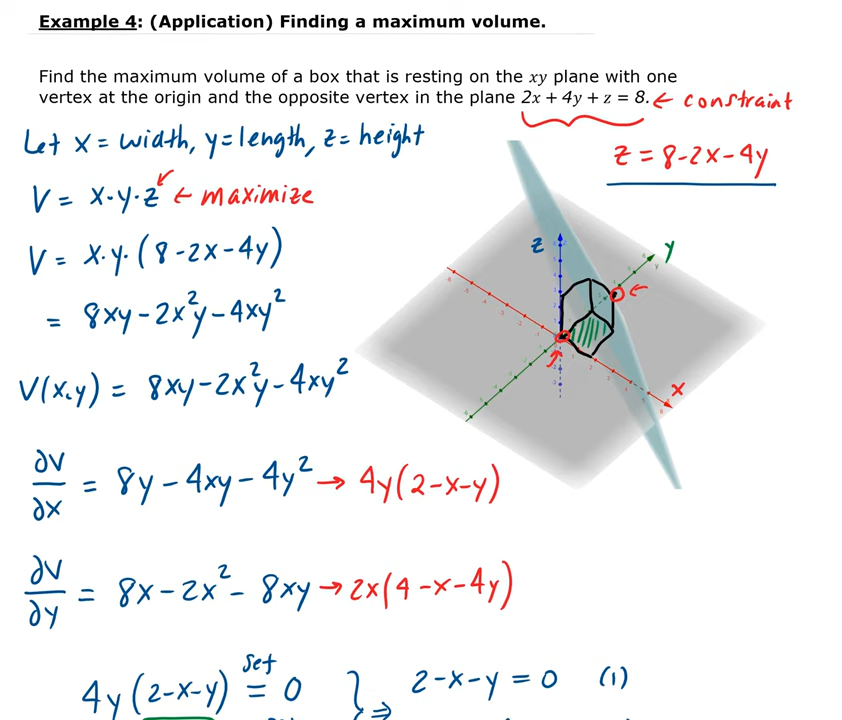 Example 4: (Application) Finding a maximum volume.
Find the maximum volume of a box that is resting on the xy plane with one
vertex at the origin and the opposite vertex in the plane 2x + 4y + z = 8. ← constraint
Let x = width, y = length, z = height
z = 8 - 2x - 4y
V = x·y·z ← maximize
V = x·y·(8 - 2x - 4y)
= 8xy - 2x²y - 4xy²
V(x,y) = 8xy - 2x²y - 4xy²
z
y
x
∂V/∂x = 8y - 4xy - 4y² → 4y(2-x-y)
∂V/∂y = 8x - 2x² - 8xy → 2x(4-x-4y)
4y(2-x-y) set = 0 } ⇒ 2-x-y = 0 (1)